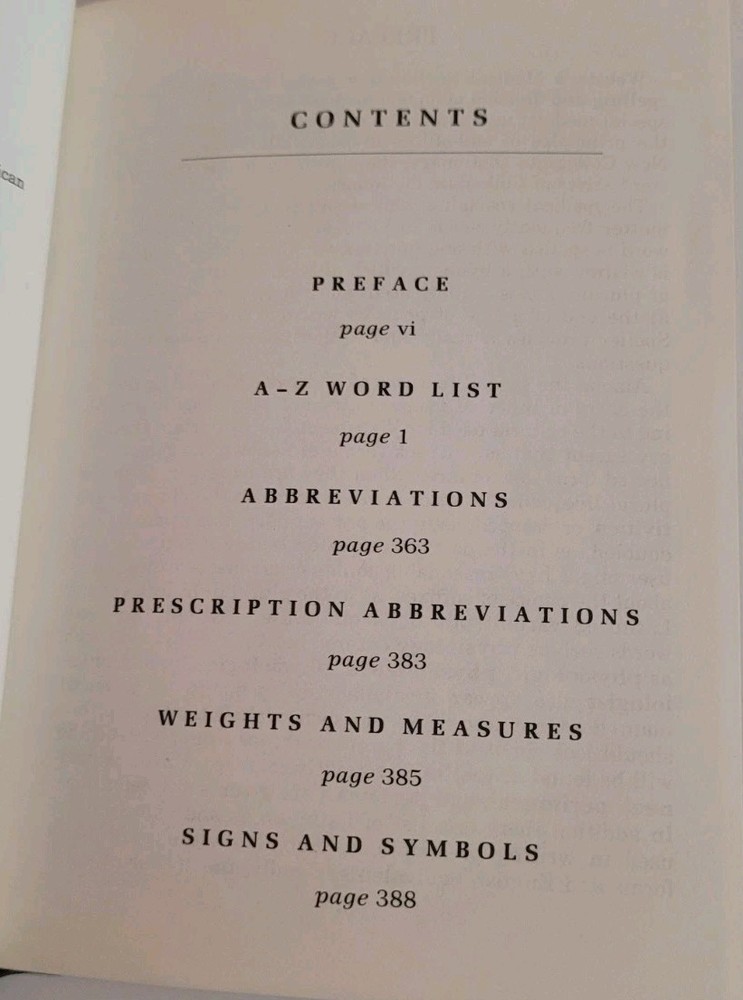 CONTENTS
PREFACE
page vi
A–Z WORD LIST
page 1
ABBREVIATIONS
page 363
PRESCRIPTION ABBREVIATIONS
page 383
WEIGHTS AND MEASURES
page 385
SIGNS AND SYMBOLS
page 388